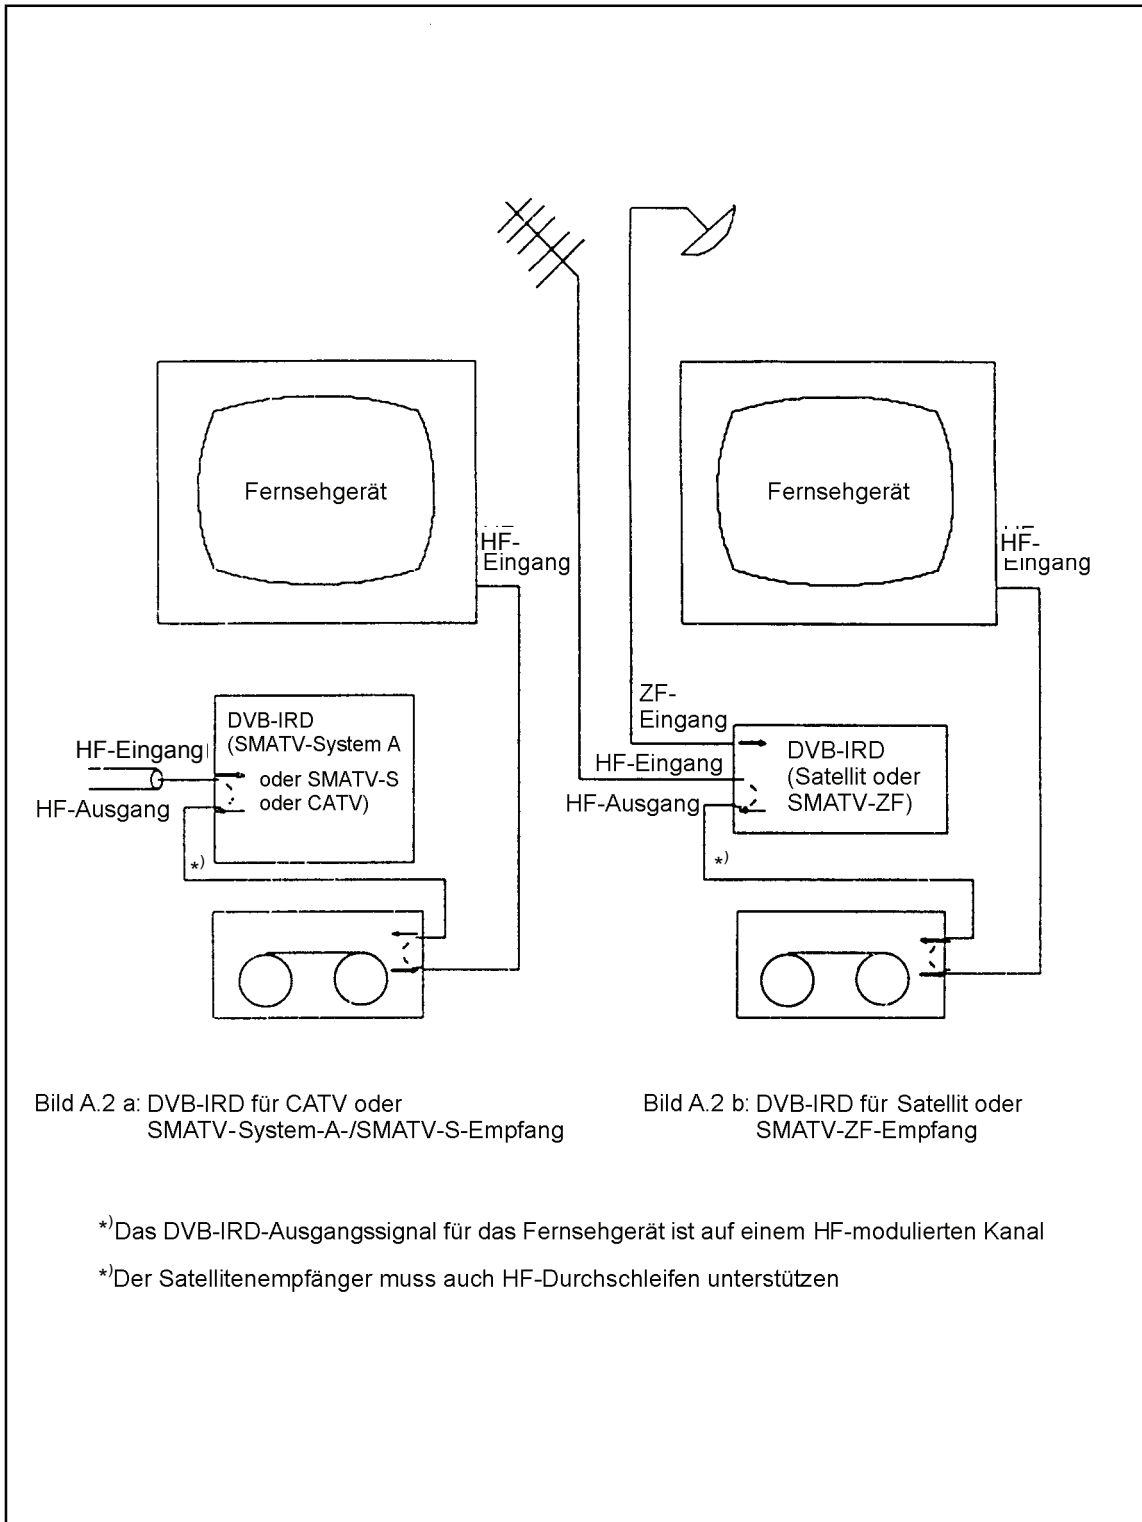 Fernsehgerät
HF-
Eingang
DVB-IRD
(SMATV-System A
oder SMATV-S
oder CATV)
HF-Eingang
HF-Ausgang
*)
Fernsehgerät
HF-
Eingang
ZF-
Eingang
HF-Eingang
HF-Ausgang
DVB-IRD
(Satellit oder
SMATV-ZF)
*)
Bild A.2 a: DVB-IRD für CATV oder
SMATV-System-A-/SMATV-S-Empfang
Bild A.2 b: DVB-IRD für Satellit oder
SMATV-ZF-Empfang
*)Das DVB-IRD-Ausgangssignal für das Fernsehgerät ist auf einem HF-modulierten Kanal
*)Der Satellitenempfänger muss auch HF-Durchschleifen unterstützen